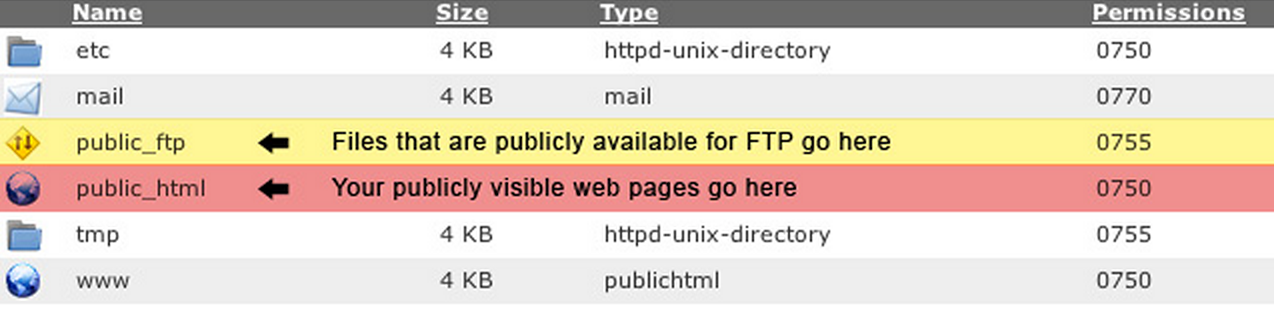 Name Size Type Permissions
etc 4 KB httpd-unix-directory 0750
mail 4 KB mail 0770
public_ftp Files that are publicly available for FTP go here 0755
public_html Your publicly visible web pages go here 0750
tmp 4 KB httpd-unix-directory 0755
www 4 KB publichtml 0750